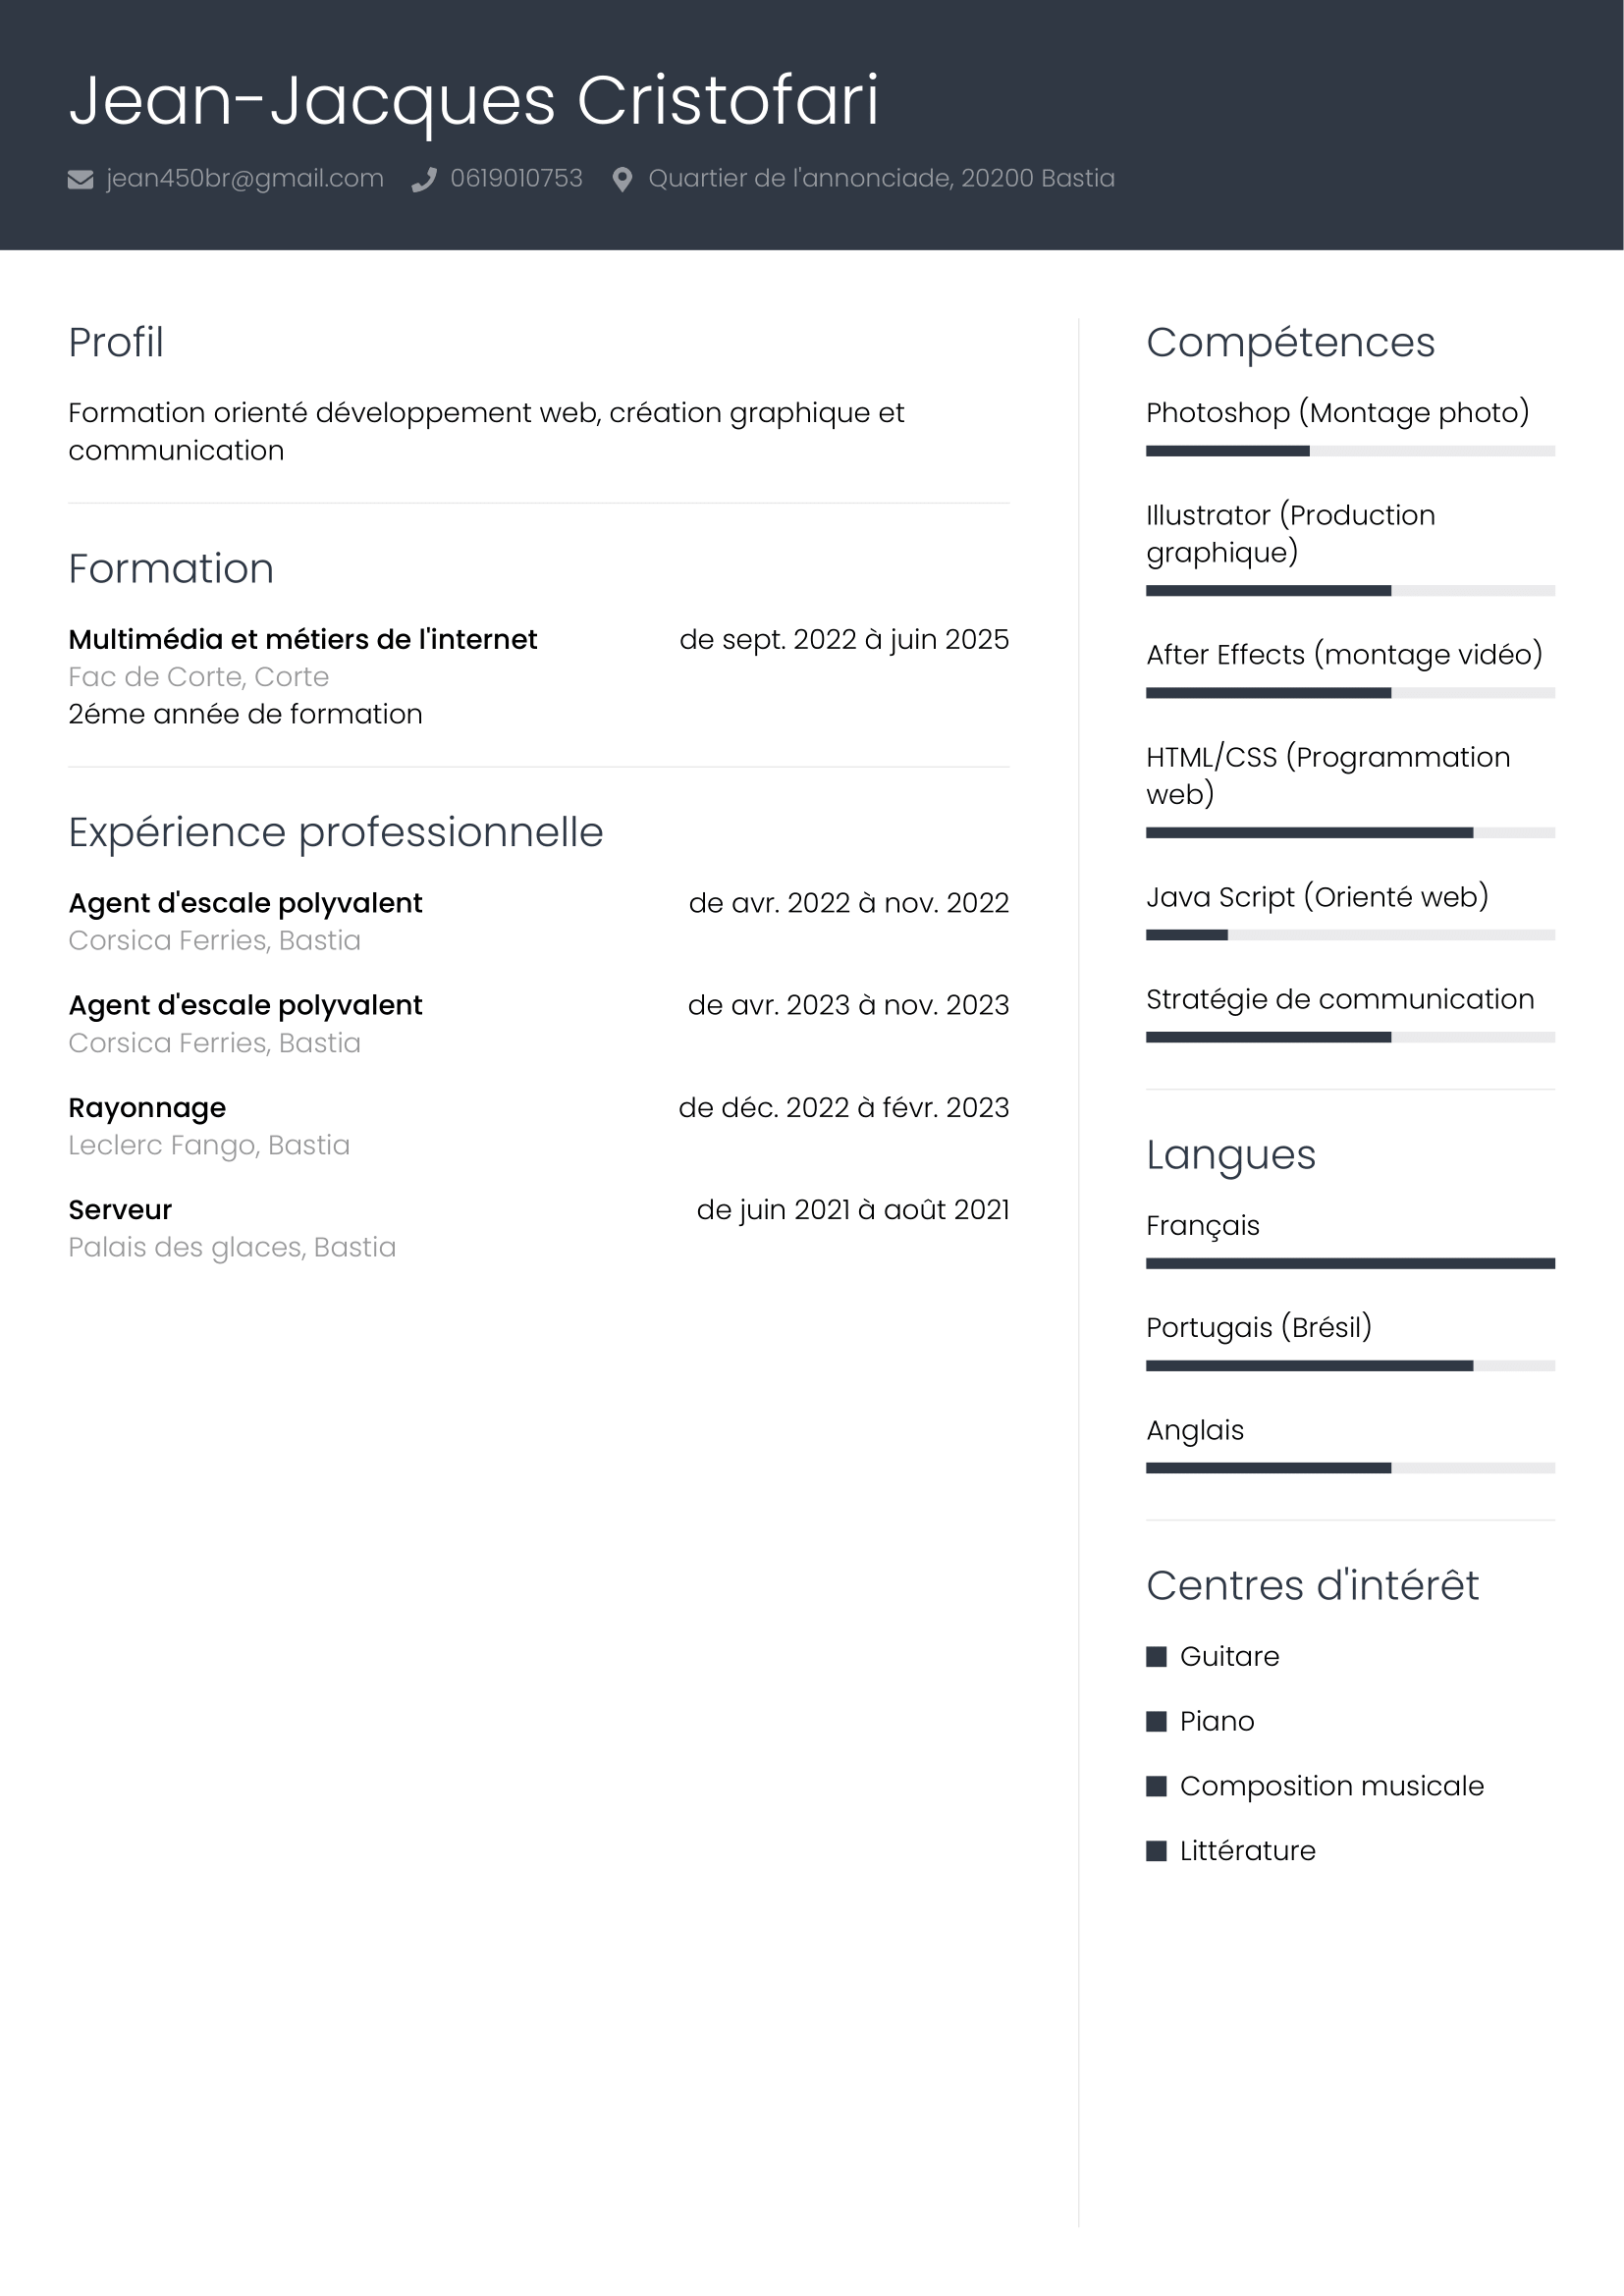 Jean-Jacques Cristofari
jean450br@gmail.com 0619010753 Quartier de l'annonciade, 20200 Bastia
Profil
Formation orienté développement web, création graphique et
communication
Formation
Multimédia et métiers de l'internet de sept. 2022 à juin 2025
Fac de Corte, Corte
2éme année de formation
Expérience professionnelle
Agent d'escale polyvalent de avr. 2022 à nov. 2022
Corsica Ferries, Bastia
Agent d'escale polyvalent de avr. 2023 à nov. 2023
Corsica Ferries, Bastia
Rayonnage de déc. 2022 à févr. 2023
Leclerc Fango, Bastia
Serveur de juin 2021 à août 2021
Palais des glaces, Bastia
Compétences
Photoshop (Montage photo)
Illustrator (Production
graphique)
After Effects (montage vidéo)
HTML/CSS (Programmation
web)
Java Script (Orienté web)
Stratégie de communication
Langues
Français
Portugais (Brésil)
Anglais
Centres d'intérêt
Guitare
Piano
Composition musicale
Littérature